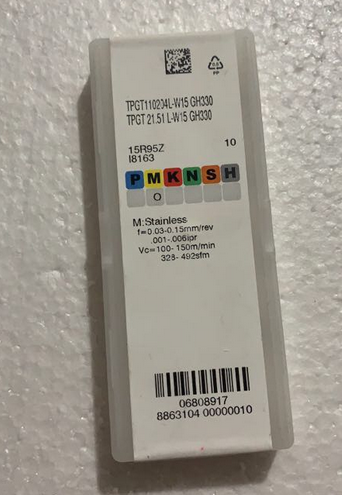 PP
TPGT110204L-W15 GH330
TPGT 21.51 L-W15 GH330
15R95Z 10
I8163
P M K N S H
O
M:Stainless
f=0.03-0.15mm/rev
.001-.006ipr
Vc=100-150m/min
328-492sfm
06808917
8863104 00000010